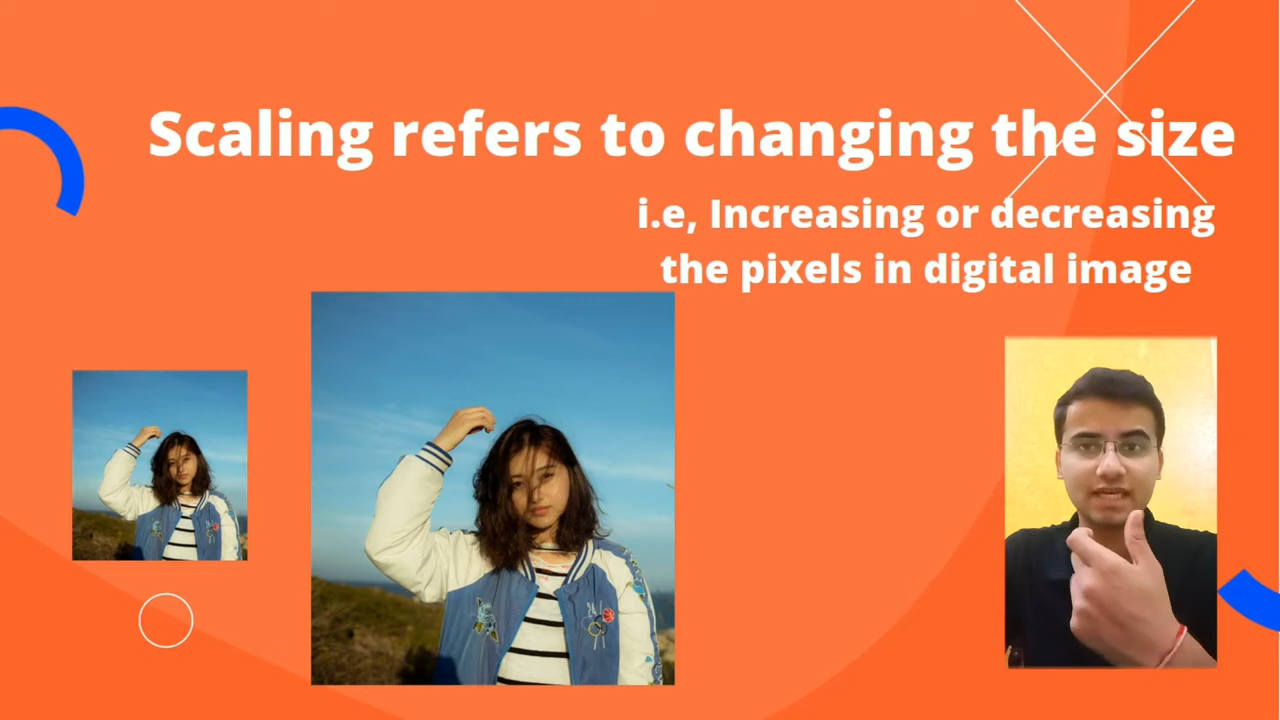 Scaling refers to changing the size
i.e, Increasing or decreasing
the pixels in digital image